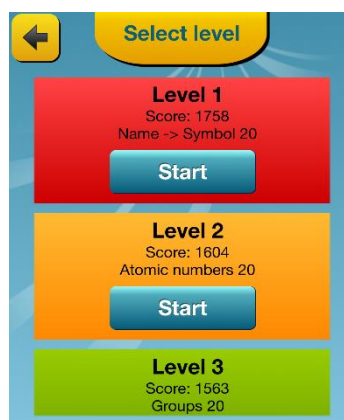 Select level
Level 1
Score: 1758
Name -> Symbol 20
Start
Level 2
Score: 1604
Atomic numbers 20
Start
Level 3
Score: 1563
Groups 20